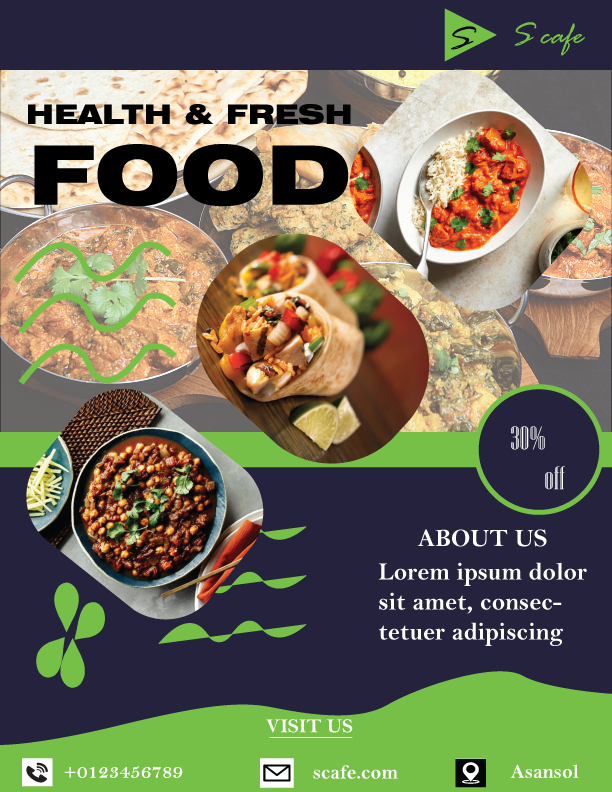 S
S cafe
HEALTH & FRESH
FOOD
30%
off
ABOUT US
Lorem ipsum dolor
sit amet, consec-
tetuer adipiscing
VISIT US
+0123456789
scafe.com
Asansol